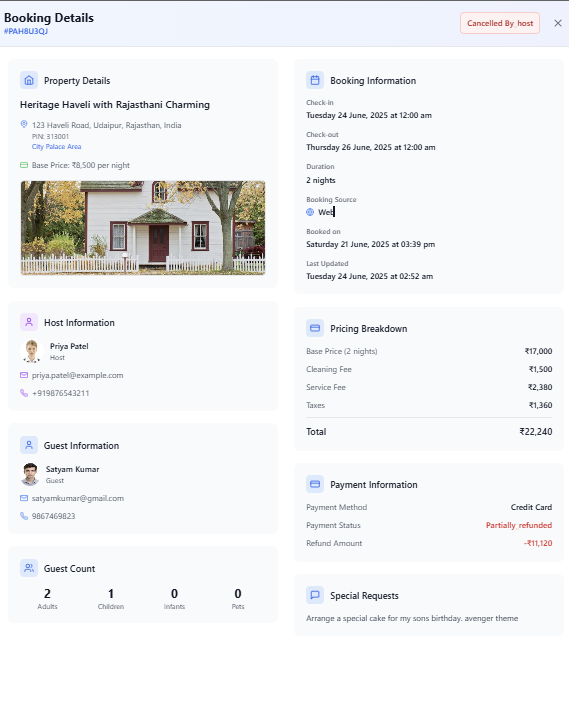 Booking Details
#PAH8U3QJ
Cancelled By_host
Property Details
Heritage Haveli with Rajasthani Charming
123 Haveli Road, Udaipur, Rajasthan, India
PIN: 313001
City Palace Area
Base Price: ₹8,500 per night
Host Information
Priya Patel
Host
priya.patel@example.com
+919876543211
Guest Information
Satyam Kumar
Guest
satyamkumar@gmail.com
9867469823
Guest Count
2 1 0 0
Adults Children Infants Pets
Booking Information
Check-in
Tuesday 24 June, 2025 at 12:00 am
Check-out
Thursday 26 June, 2025 at 12:00 am
Duration
2 nights
Booking Source
Web
Booked on
Saturday 21 June, 2025 at 03:39 pm
Last Updated
Tuesday 24 June, 2025 at 02:52 am
Pricing Breakdown
Base Price (2 nights) ₹17,000
Cleaning Fee ₹1,500
Service Fee ₹2,380
Taxes ₹1,360
Total ₹22,240
Payment Information
Payment Method Credit Card
Payment Status Partially_refunded
Refund Amount -₹11,120
Special Requests
Arrange a special cake for my sons birthday. avenger theme